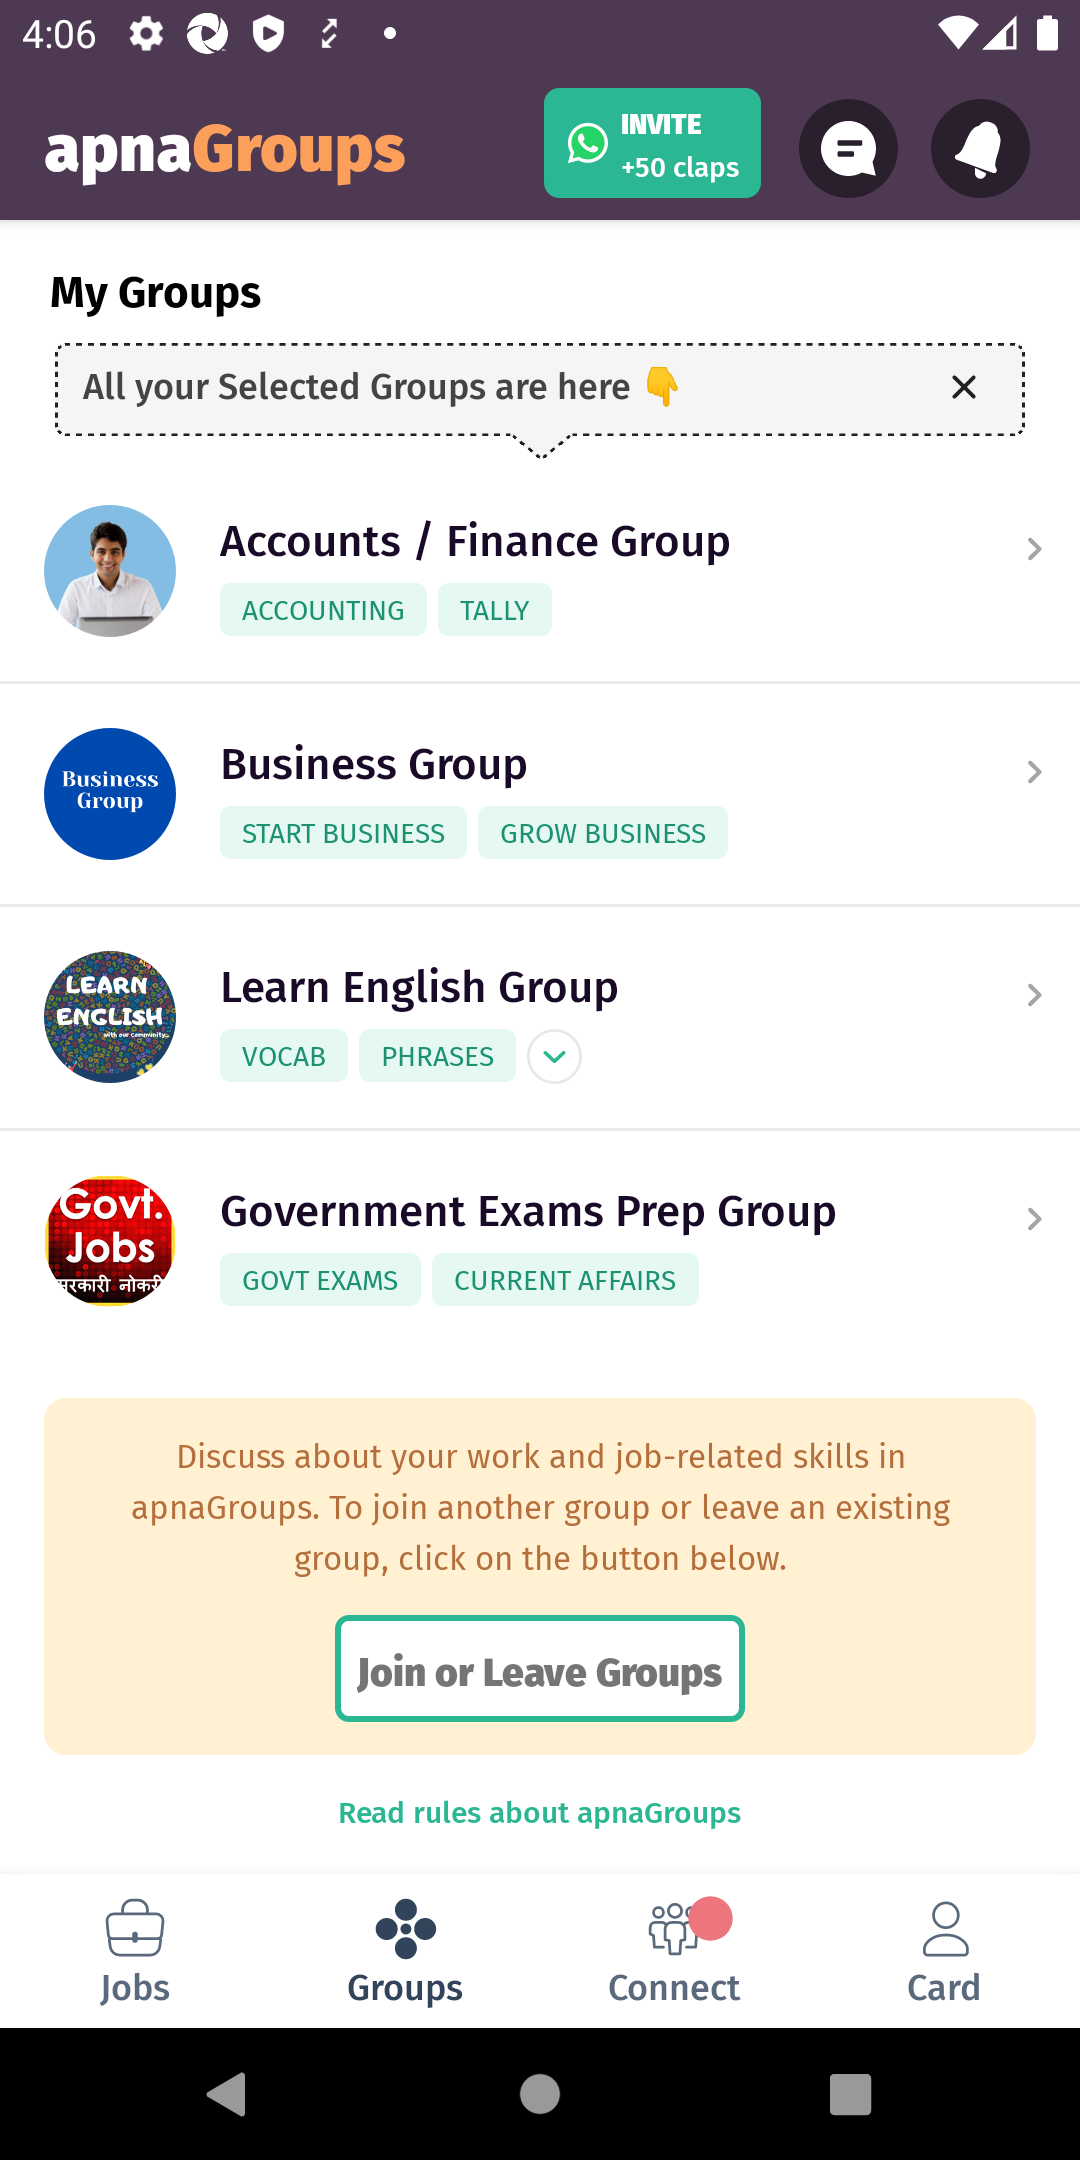 4:06
apnaGroups
INVITE
+50 claps
My Groups
All your Selected Groups are here 👇
Accounts / Finance Group
ACCOUNTING TALLY
Business Group
Business Group
START BUSINESS GROW BUSINESS
LEARN ENGLISH
with our Community
Learn English Group
VOCAB PHRASES
Govt. Jobs
सरकारी नोकरी
Government Exams Prep Group
GOVT EXAMS CURRENT AFFAIRS
Discuss about your work and job-related skills in
apnaGroups. To join another group or leave an existing
group, click on the button below.
Join or Leave Groups
Read rules about apnaGroups
Jobs Groups Connect Card